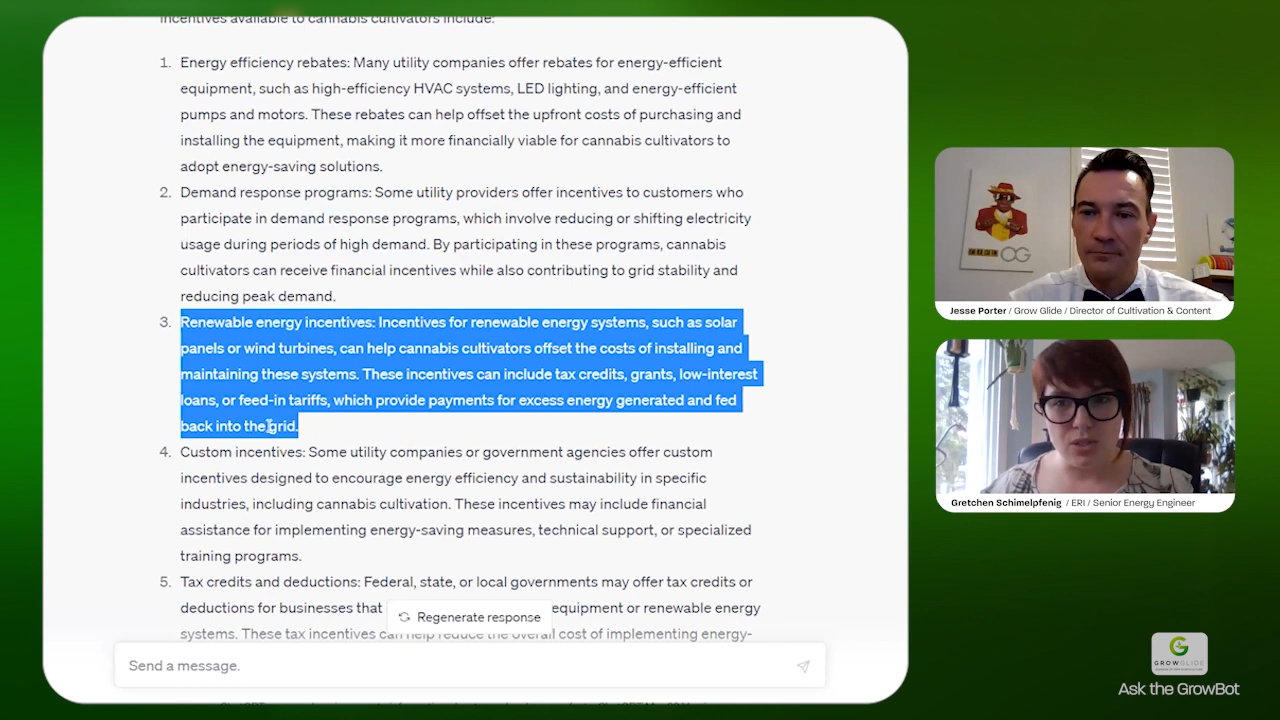 incentives available to cannabis cultivators include:
1. Energy efficiency rebates: Many utility companies offer rebates for energy-efficient
equipment, such as high-efficiency HVAC systems, LED lighting, and energy-efficient
pumps and motors. These rebates can help offset the upfront costs of purchasing and
installing the equipment, making it more financially viable for cannabis cultivators to
adopt energy-saving solutions.
2. Demand response programs: Some utility providers offer incentives to customers who
participate in demand response programs, which involve reducing or shifting electricity
usage during periods of high demand. By participating in these programs, cannabis
cultivators can receive financial incentives while also contributing to grid stability and
reducing peak demand.
3. Renewable energy incentives: Incentives for renewable energy systems, such as solar
panels or wind turbines, can help cannabis cultivators offset the costs of installing and
maintaining these systems. These incentives can include tax credits, grants, low-interest
loans, or feed-in tariffs, which provide payments for excess energy generated and fed
back into the grid.
4. Custom incentives: Some utility companies or government agencies offer custom
incentives designed to encourage energy efficiency and sustainability in specific
industries, including cannabis cultivation. These incentives may include financial
assistance for implementing energy-saving measures, technical support, or specialized
training programs.
5. Tax credits and deductions: Federal, state, or local governments may offer tax credits or
deductions for businesses that equipment or renewable energy
systems. These tax incentives can help reduce the overall cost of implementing energy-
Regenerate response
Send a message.
OG
Jesse Porter / Grow Glide / Director of Cultivation & Content
Gretchen Schimelpfenig / ERI / Senior Energy Engineer
GROWGLIDE
Ask the GrowBot